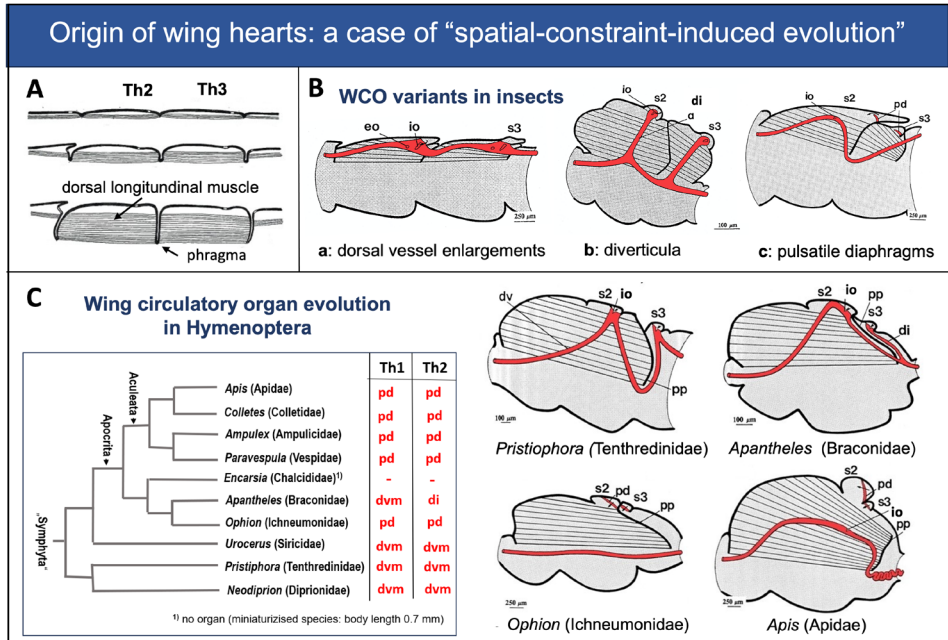 Origin of wing hearts: a case of “spatial-constraint-induced evolution”
A
Th2 Th3
dorsal longitundinal muscle
phragma
B
WCO variants in insects
eo io s3
250 µm
a: dorsal vessel enlargements
io s2 di
a
s3
100 µm
b: diverticula
io s2 pd
s3
250 µm
c: pulsatile diaphragms
C
Wing circulatory organ evolution
in Hymenoptera
Th1 Th2
Aculeata
Apocrita
„Symphyta“
Apis (Apidae) pd pd
Colletes (Colletidae) pd pd
Ampulex (Ampulicidae) pd pd
Paravespula (Vespidae) pd pd
Encarsia (Chalcididae)1) - -
Apantheles (Braconidae) dvm di
Ophion (Ichneumonidae) pd pd
Urocerus (Siricidae) dvm dvm
Pristiophora (Tenthredinidae) dvm dvm
Neodiprion (Diprionidae) dvm dvm
1) no organ (miniaturizised species: body length 0.7 mm)
dv s2 io s3
pp
100 µm
Pristiophora (Tenthredinidae)
s2 io pp
s3
di
100 µm
Apantheles (Braconidae)
s2 pd s3
pp
250 µm
Ophion (Ichneumonidae)
s2
pd
s3
io
pp
250 µm
Apis (Apidae)